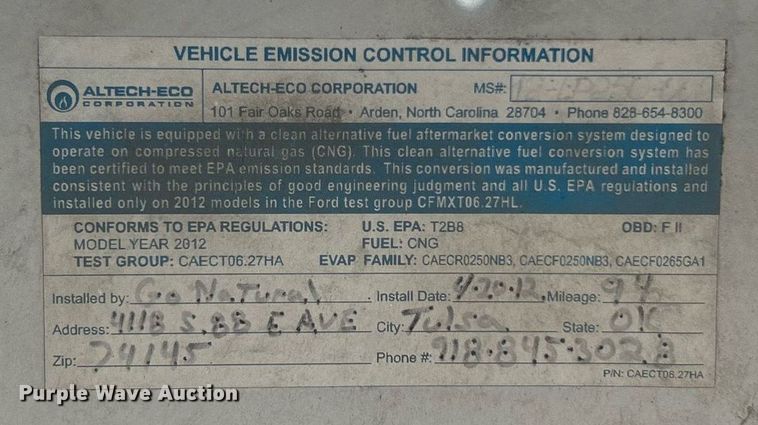 VEHICLE EMISSION CONTROL INFORMATION
ALTECH-ECO CORPORATION
ALTECH-ECO CORPORATION MS#:
101 Fair Oaks Road • Arden, North Carolina 28704 • Phone 828-654-8300
This vehicle is equipped with a clean alternative fuel aftermarket conversion system designed to
operate on compressed natural gas (CNG). This clean alternative fuel conversion system has
been certified to meet EPA emission standards. This conversion was manufactured and installed
consistent with the principles of good engineering judgment and all U.S. EPA regulations and
installed only on 2012 models in the Ford test group CFMXT06.27HL.
CONFORMS TO EPA REGULATIONS: U.S. EPA: T2B8 OBD: F II
MODEL YEAR 2012 FUEL: CNG
TEST GROUP: CAECT06.27HA EVAP FAMILY: CAECR0250NB3, CAECF0250NB3, CAECF0265GA1
Installed by: Go Natural Install Date: 4.20.12 Mileage: 94
Address: 4118 S. 88 E AVE City: Tulsa State: OK
Zip: 74145 Phone #: 918.845.3028
P/N: CAECT06.27HA
Purple Wave Auction